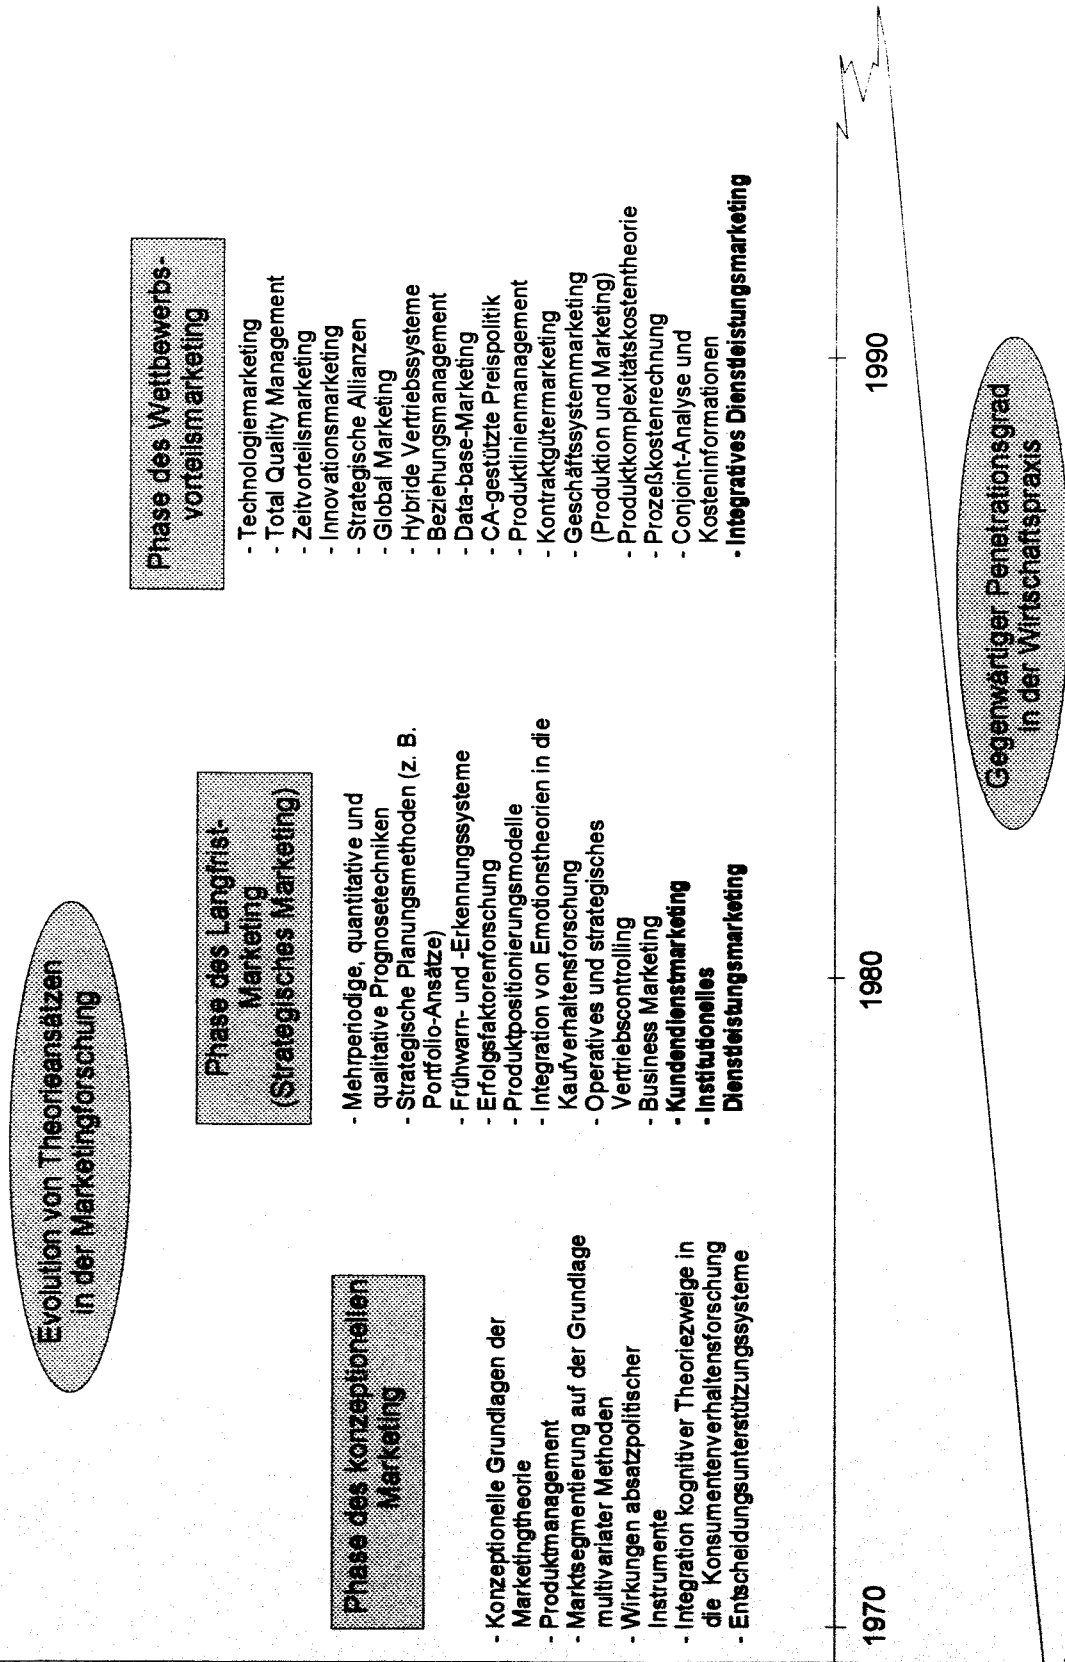 Evolution von Theorieansätzen
in der Marketingforschung
Phase des konzeptionellen
Marketing
- Konzeptionelle Grundlagen der
Marketingtheorie
- Produktmanagement
- Marktsegmentierung auf der Grundlage
multivariater Methoden
- Wirkungen absatzpolitischer
Instrumente
- Integration kognitiver Theoriezweige in
die Konsumentenverhaltensforschung
- Entscheidungsunterstützungssysteme
Phase des Langfrist-
Marketing
(Strategisches Marketing)
- Mehrperiodige, quantitative und
qualitative Prognosetechniken
- Strategische Planungsmethoden (z. B.
Portfolio-Ansätze)
- Frühwarn- und -Erkennungssysteme
- Erfolgsfaktorenforschung
- Produktpositionierungsmodelle
- Integration von Emotionstheorien in die
Kaufverhaltensforschung
- Operatives und strategisches
Vertriebscontrolling
- Business Marketing
- Kundendienstmarketing
- Institutionelles
Dienstleistungsmarketing
Phase des Wettbewerbs-
vorteilsmarketing
- Technologiemarketing
- Total Quality Management
- Zeitvorteilsmarketing
- Innovationsmarketing
- Strategische Allianzen
- Global Marketing
- Hybride Vertriebssysteme
- Beziehungsmanagement
- Data-base-Marketing
- CA-gestützte Preispolitik
- Produktlinienmanagement
- Kontraktgütermarketing
- Geschäftssystemmarketing
(Produktion und Marketing)
- Produktkomplexitätskostentheorie
- Prozeßkostenrechnung
- Conjoint-Analyse und
Kosteninformationen
- Integratives Dienstleistungsmarketing
1970
1980
1990
Gegenwärtiger Penetrationsgrad
in der Wirtschaftspraxis